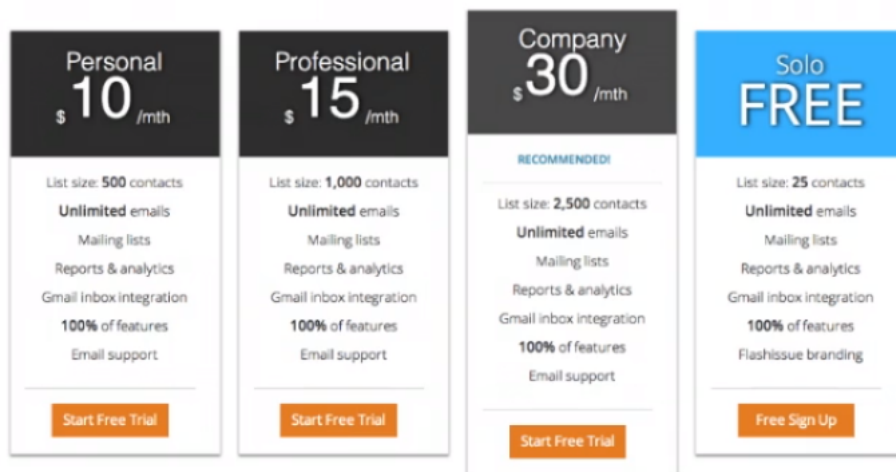 Personal
$ 10 /mth
List size: 500 contacts
Unlimited emails
Mailing lists
Reports & analytics
Gmail inbox integration
100% of features
Email support
Start Free Trial
Professional
$ 15 /mth
List size: 1,000 contacts
Unlimited emails
Mailing lists
Reports & analytics
Gmail inbox integration
100% of features
Email support
Start Free Trial
Company
$ 30 /mth
RECOMMENDED!
List size: 2,500 contacts
Unlimited emails
Mailing lists
Reports & analytics
Gmail inbox integration
100% of features
Email support
Start Free Trial
Solo
FREE
List size: 25 contacts
Unlimited emails
Mailing lists
Reports & analytics
Gmail inbox integration
100% of features
Flashissue branding
Free Sign Up